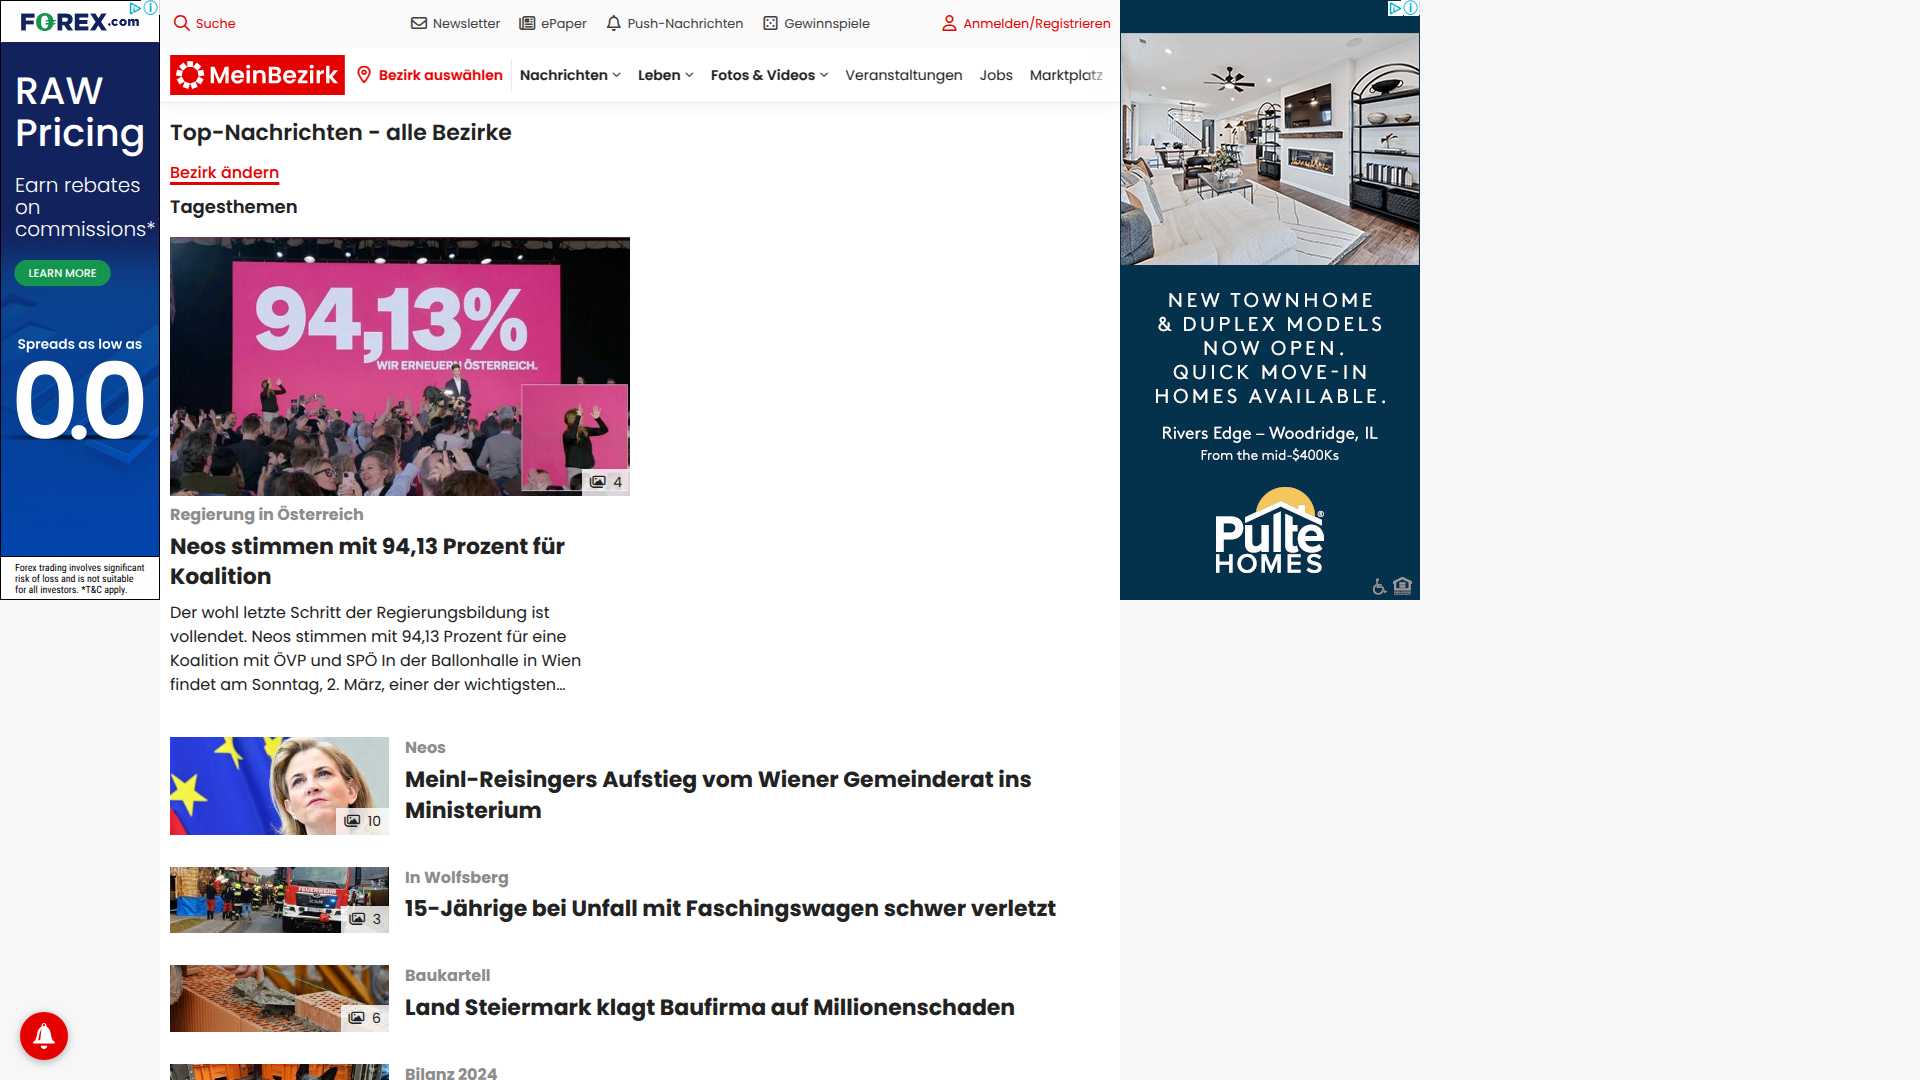 FOREX.com
RAW
Pricing
Earn rebates
on
commissions*
LEARN MORE
Spreads as low as
0.0
Forex trading involves significant
risk of loss and is not suitable
for all investors. *T&C apply.
Suche
Newsletter
ePaper
Push-Nachrichten
Gewinnspiele
Anmelden/Registrieren
MeinBezirk
Bezirk auswählen
Nachrichten
Leben
Fotos & Videos
Veranstaltungen
Jobs
Marktplatz
Top-Nachrichten - alle Bezirke
Bezirk ändern
Tagesthemen
94,13%
WIR ERNEUERN ÖSTERREICH.
4
Regierung in Österreich
Neos stimmen mit 94,13 Prozent für
Koalition
Der wohl letzte Schritt der Regierungsbildung ist
vollendet. Neos stimmen mit 94,13 Prozent für eine
Koalition mit ÖVP und SPÖ In der Ballonhalle in Wien
findet am Sonntag, 2. März, einer der wichtigsten...
10
Neos
Meinl-Reisingers Aufstieg vom Wiener Gemeinderat ins
Ministerium
FEUERWEHR
3
In Wolfsberg
15-Jährige bei Unfall mit Faschingswagen schwer verletzt
6
Baukartell
Land Steiermark klagt Baufirma auf Millionenschaden
Bilanz 2024
NEW TOWNHOME
& DUPLEX MODELS
NOW OPEN.
QUICK MOVE-IN
HOMES AVAILABLE.
Rivers Edge – Woodridge, IL
From the mid-$400Ks
Pulte®
HOMES